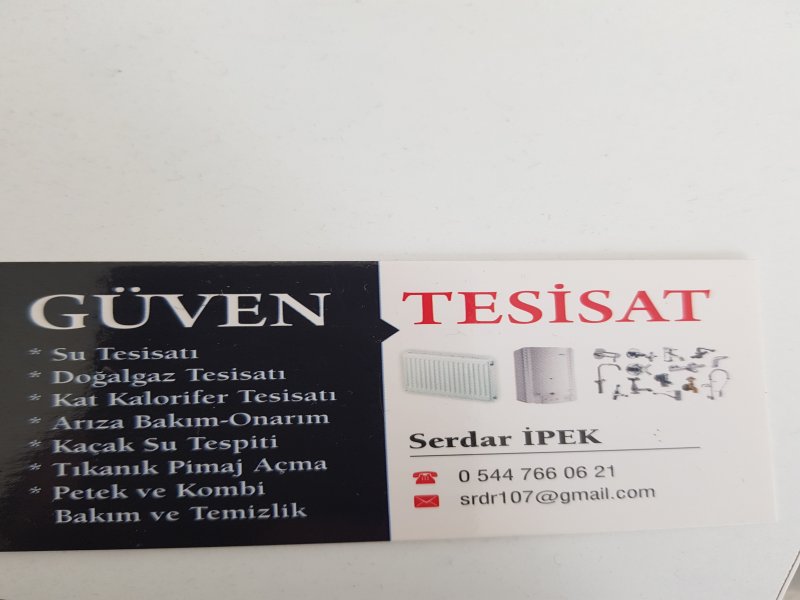 GÜVEN TESİSAT
* Su Tesisatı
* Doğalgaz Tesisatı
* Kat Kalorifer Tesisatı
* Arıza Bakım-Onarım
* Kaçak Su Tespiti
* Tıkanık Pimaj Açma
* Petek ve Kombi
Bakım ve Temizlik
Serdar İPEK
0 544 766 06 21
srdr107@gmail.com